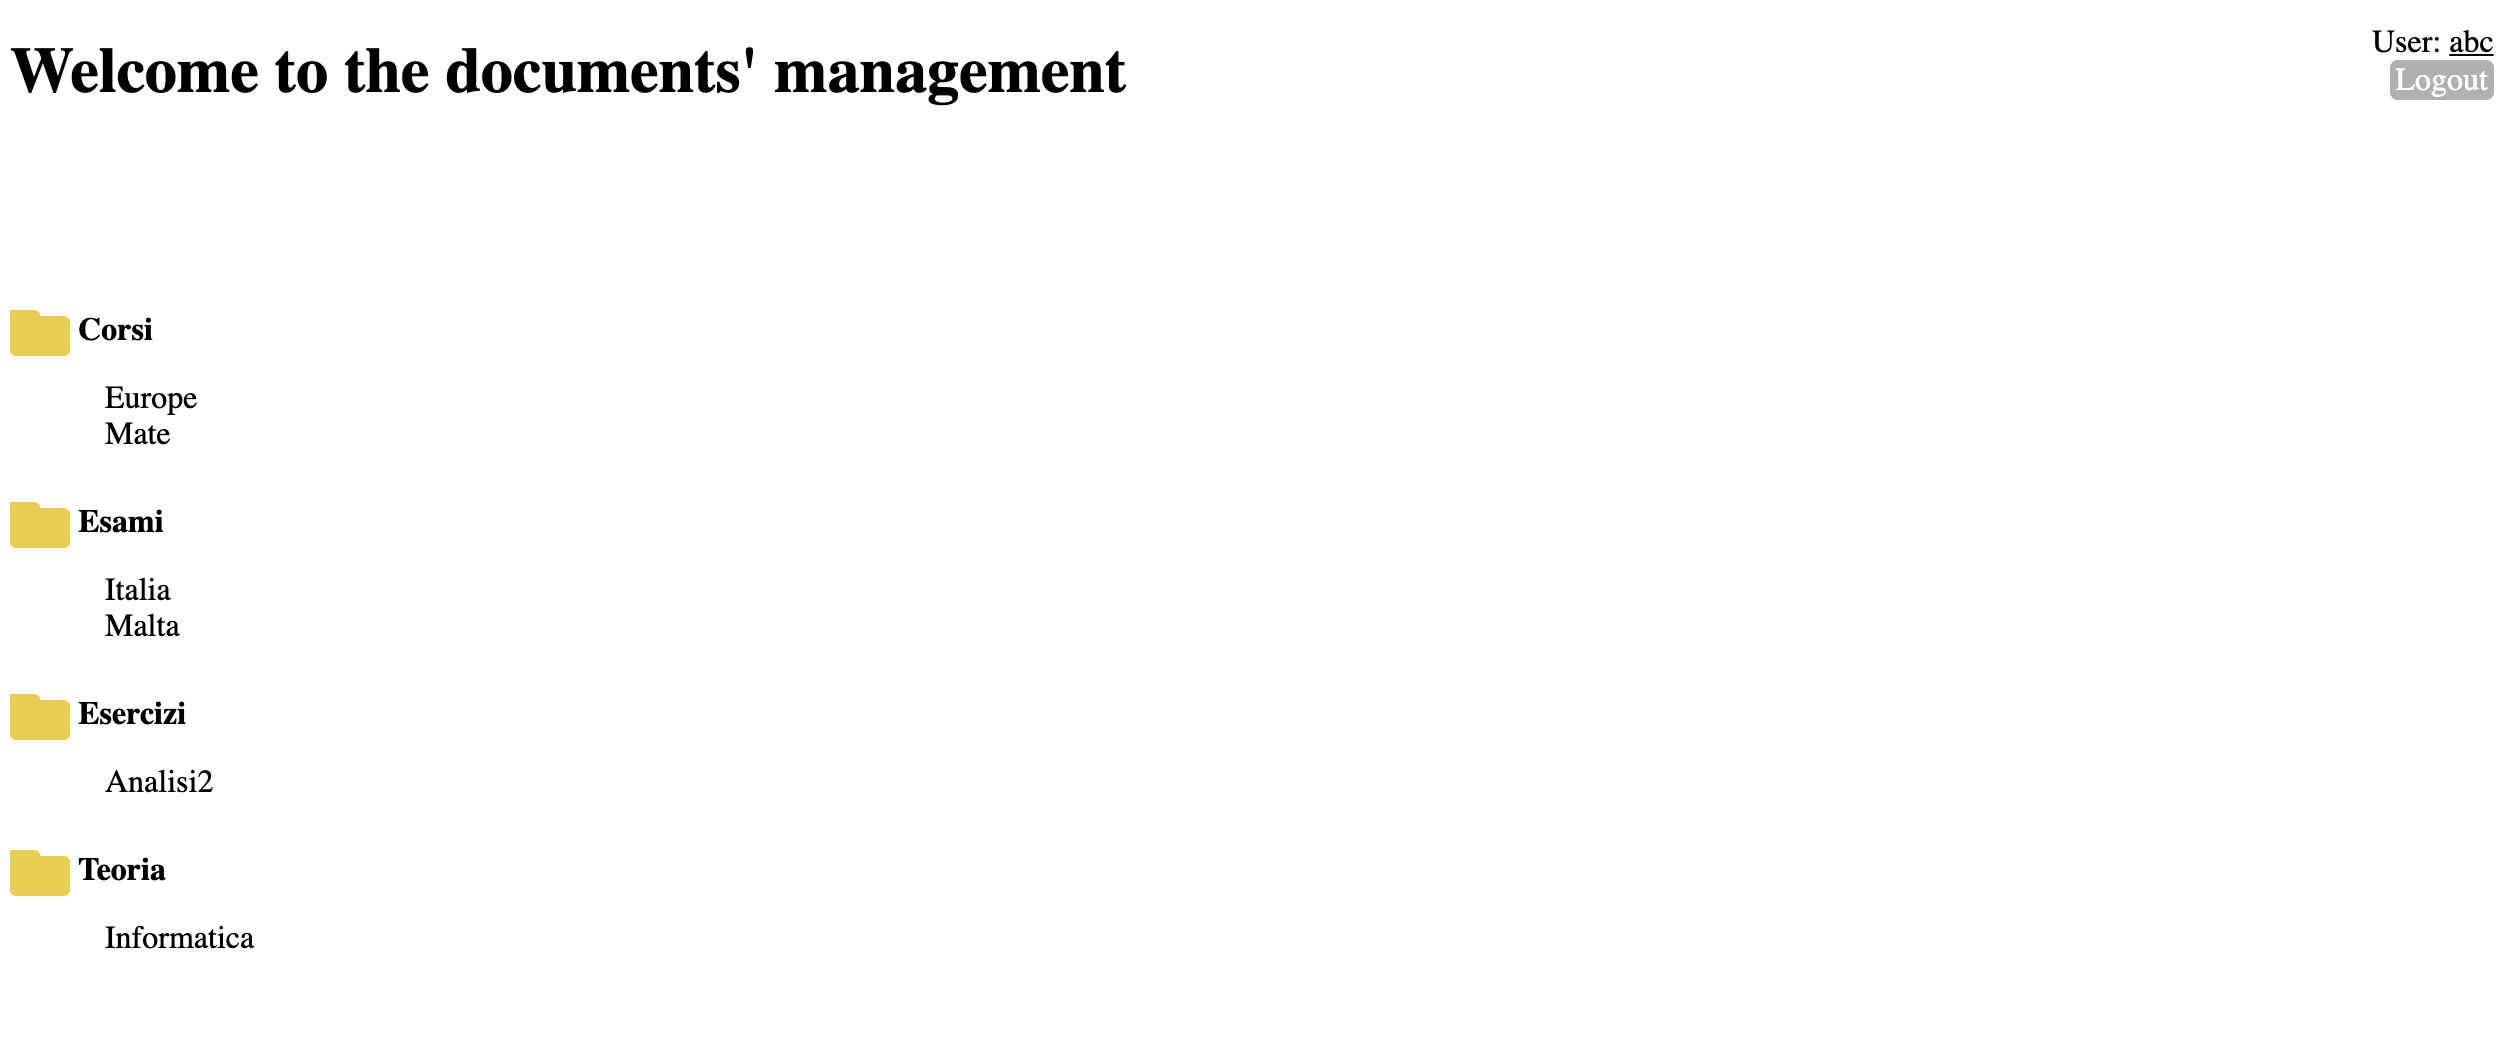 Welcome to the documents' management
User: abc
Logout
Corsi
Europe
Mate
Esami
Italia
Malta
Esercizi
Analisi2
Teoria
Informatica